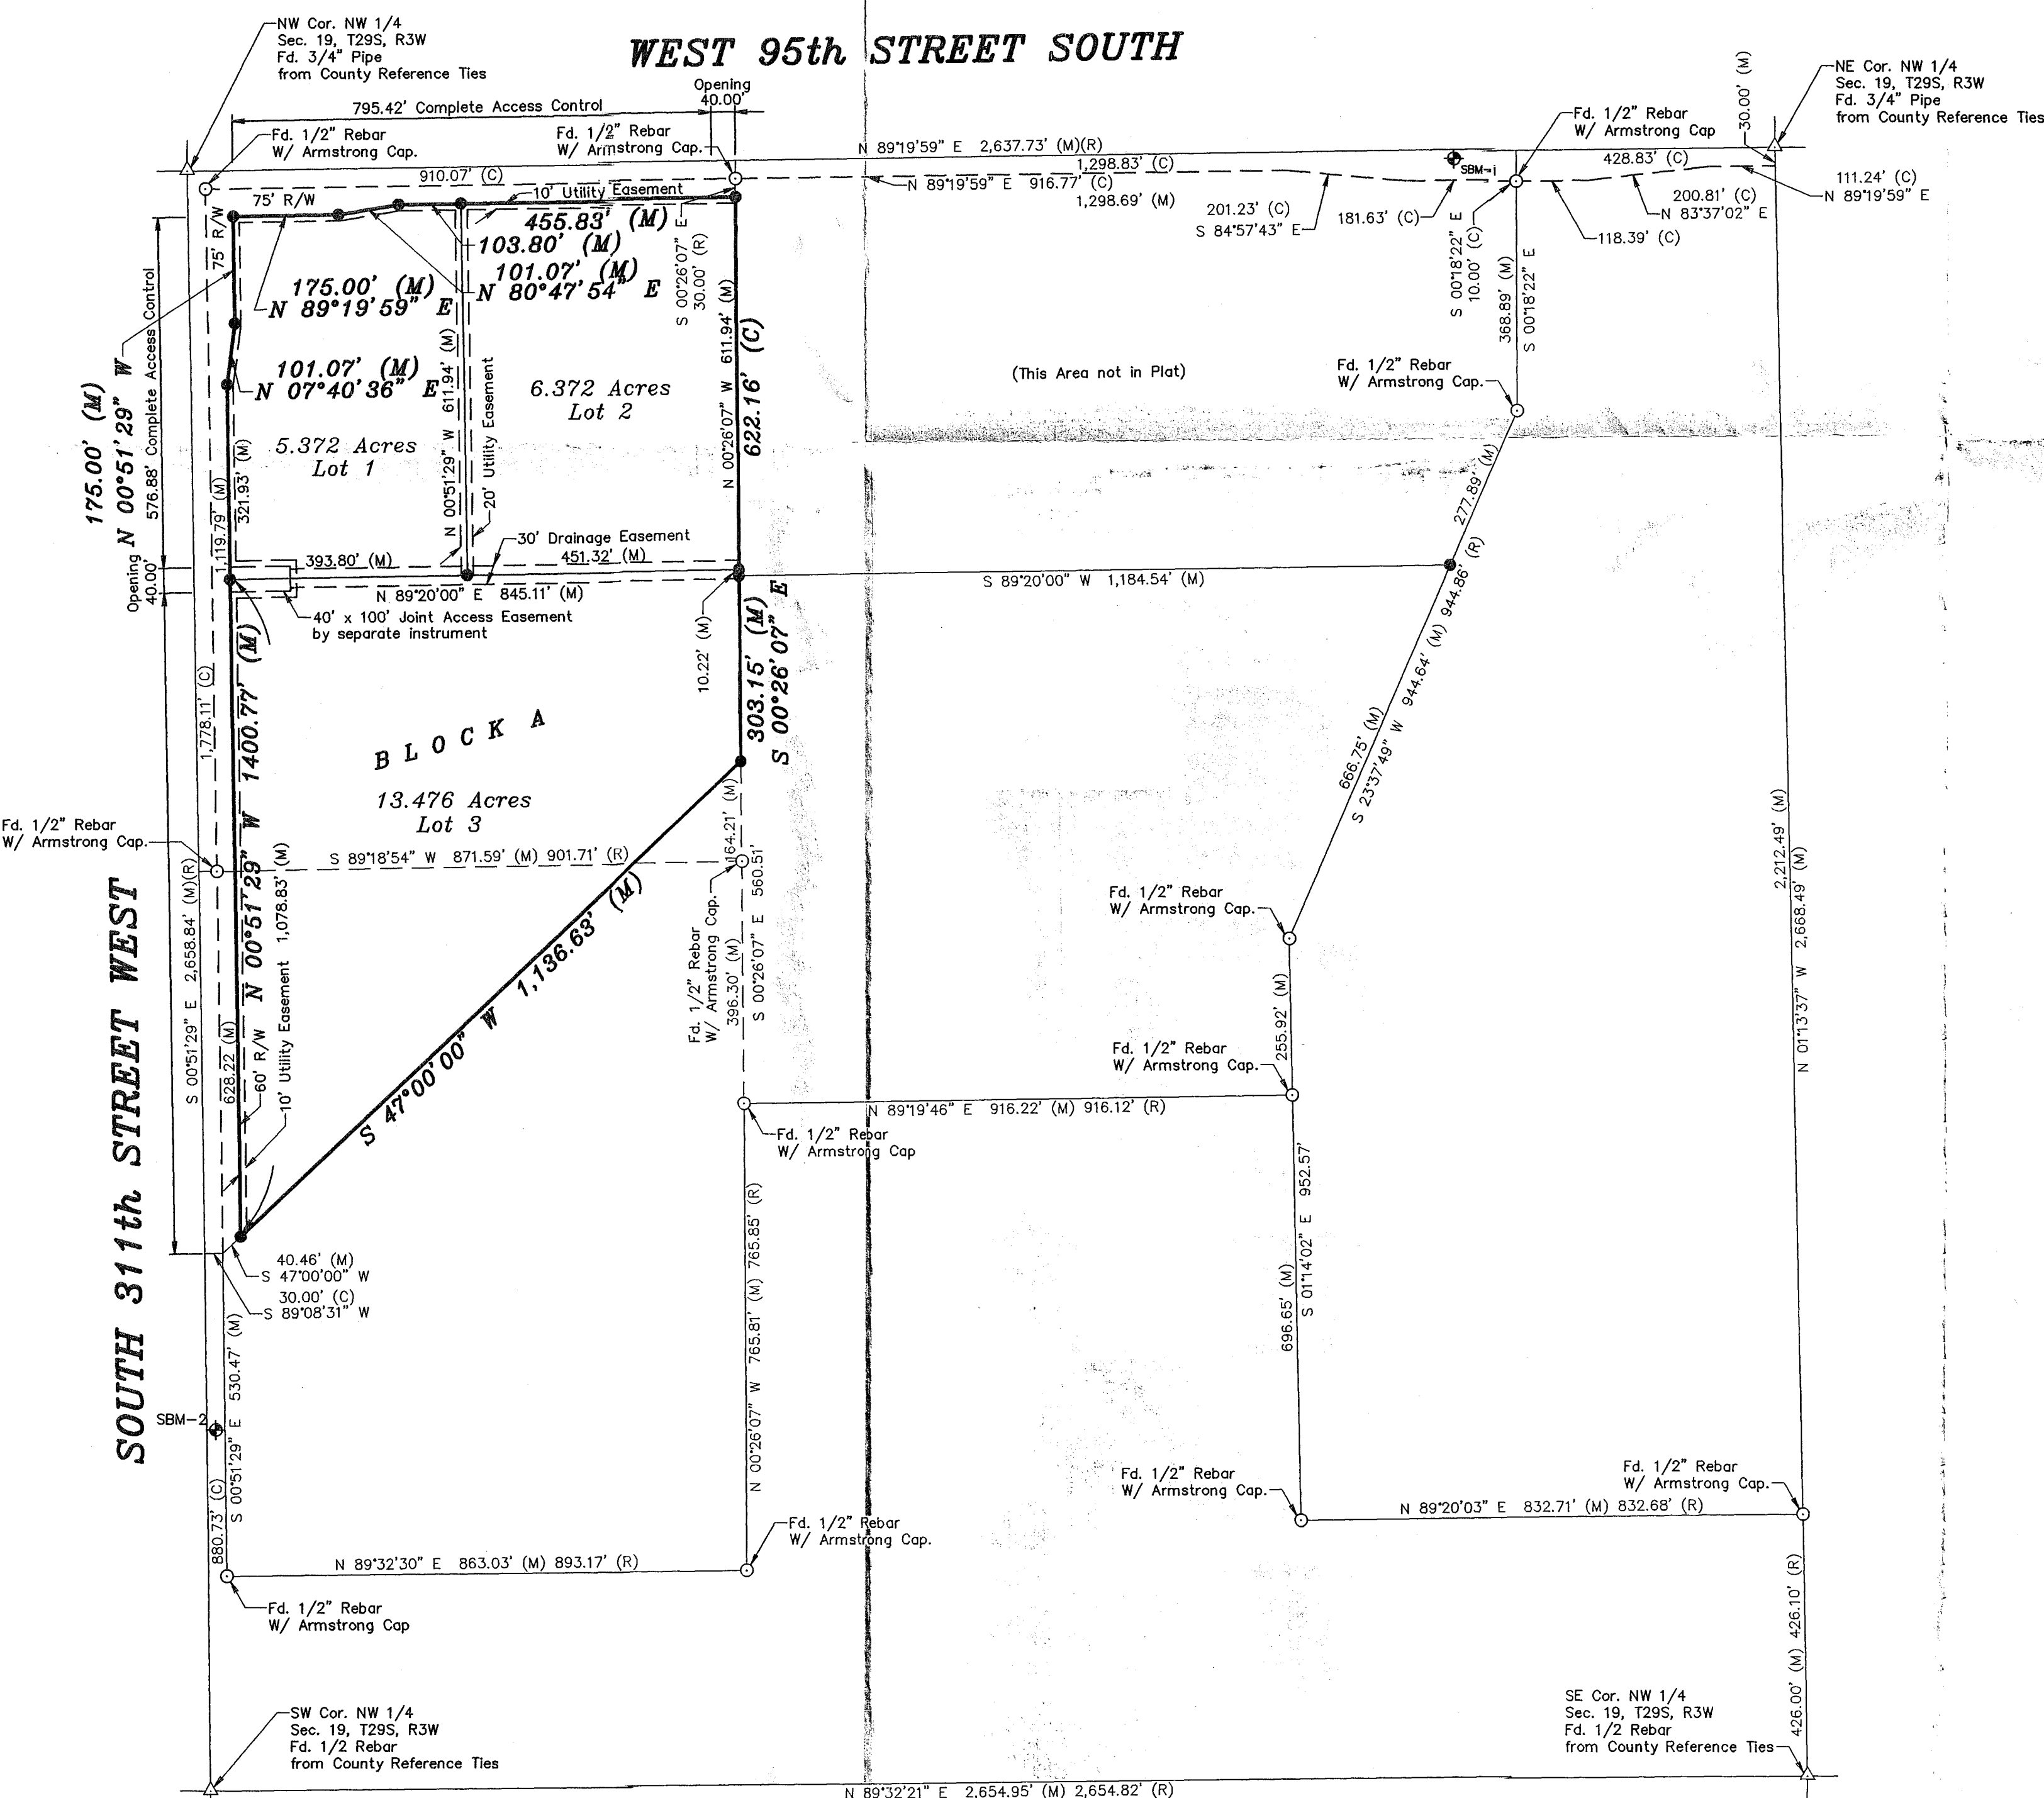 WEST 95th STREET SOUTH
NW Cor. NW 1/4
Sec. 19, T29S, R3W
Fd. 3/4" Pipe
from County Reference Ties
NE Cor. NW 1/4
Sec. 19, T29S, R3W
Fd. 3/4" Pipe
from County Reference Ties
30.00' (M)
Opening
40.00'
795.42' Complete Access Control
Fd. 1/2" Rebar
W/ Armstrong Cap.
Fd. 1/2" Rebar
W/ Armstrong Cap.
Fd. 1/2" Rebar
W/ Armstrong Cap
N 89°19'59" E 2,637.73' (M)(R)
1,298.83' (C)
SBM-1
428.83' (C)
910.07' (C)
N 89°19'59" E 916.77' (C)
1,298.69' (M)
111.24' (C)
N 89°19'59" E
200.81' (C)
N 83°37'02" E
201.23' (C)
S 84°57'43" E
181.63' (C)
118.39' (C)
75' R/W
75' R/W
10' Utility Easement
455.83' (M)
103.80' (M)
101.07' (M)
N 80°47'54" E
175.00' (M)
N 89°19'59" E
S 00°26'07" E
30.00' (R)
S 00°18'22" E
10.00' (C)
368.89' (M)
S 00°18'22" E
101.07' (M)
N 07°40'36" E
175.00' (M)
N 00°51'29" W
576.88' Complete Access Control
Opening
40.00'
1,119.79' (M)
321.93' (M)
5.372 Acres
Lot 1
N 00°51'29" W 611.94' (M)
20' Utility Easement
6.372 Acres
Lot 2
N 00°26'07" W 611.94' (M)
622.16' (C)
(This Area not in Plat)
Fd. 1/2" Rebar
W/ Armstrong Cap.
277.89' (M)
30' Drainage Easement
393.80' (M)
451.32' (M)
N 89°20'00" E 845.11' (M)
40' x 100' Joint Access Easement
by separate instrument
S 89°20'00" W 1,184.54' (M)
10.22' (M)
303.15' (M)
S 00°26'07" E
666.75' (M)
S 23°37'49" W 944.64' (M) 944.86' (R)
1,778.11' (C)
N 00°51'29" W 1400.77' (M)
BLOCK A
13.476 Acres
Lot 3
Fd. 1/2" Rebar
W/ Armstrong Cap.
S 89°18'54" W 871.59' (M) 901.71' (R)
164.21' (M)
S 00°26'07" E 560.51'
396.30' (M)
Fd. 1/2" Rebar
W/ Armstrong Cap.
2,212.49' (M)
N 01°13'37" W 2,668.49' (M)
SOUTH 311th STREET WEST
S 00°51'29" E 2,658.84' (M)(R)
628.22 (M)
60' R/W
10' Utility Easement 1,078.83' (M)
S 47°00'00" W 1,136.63' (M)
Fd. 1/2" Rebar
W/ Armstrong Cap.
255.92' (M)
Fd. 1/2" Rebar
W/ Armstrong Cap.
N 89°19'46" E 916.22' (M) 916.12' (R)
Fd. 1/2" Rebar
W/ Armstrong Cap
40.46' (M)
S 47°00'00" W
30.00' (C)
S 89°08'31" W
N 00°26'07" W 765.81' (M) 765.85' (R)
696.65' (M)
S 01°14'02" E 952.57'
SBM-2
S 00°51'29" E 530.47' (M)
880.73' (C)
Fd. 1/2" Rebar
W/ Armstrong Cap.
Fd. 1/2" Rebar
W/ Armstrong Cap.
N 89°20'03" E 832.71' (M) 832.68' (R)
Fd. 1/2" Rebar
W/ Armstrong Cap.
N 89°32'30" E 863.03' (M) 893.17' (R)
Fd. 1/2" Rebar
W/ Armstrong Cap
426.00' (M) 426.10' (R)
SW Cor. NW 1/4
Sec. 19, T29S, R3W
Fd. 1/2 Rebar
from County Reference Ties
SE Cor. NW 1/4
Sec. 19, T29S, R3W
Fd. 1/2 Rebar
from County Reference Ties
N 89°32'21" E 2,654.95' (M) 2,654.82' (R)